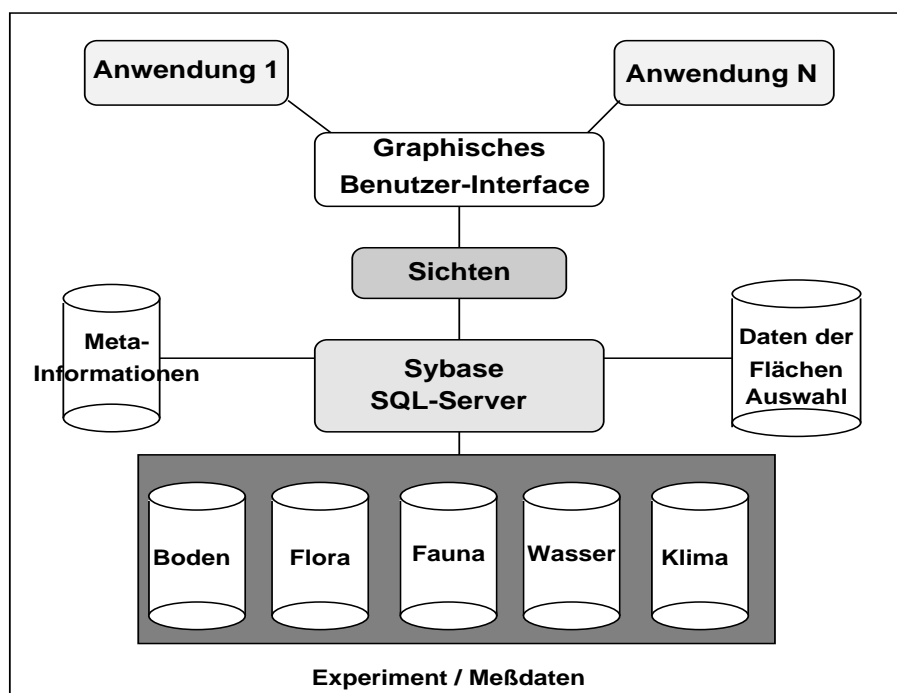 Anwendung 1
Anwendung N
Graphisches
Benutzer-Interface
Sichten
Meta-
Informationen
Sybase
SQL-Server
Daten der
Flächen
Auswahl
Boden
Flora
Fauna
Wasser
Klima
Experiment / Meßdaten